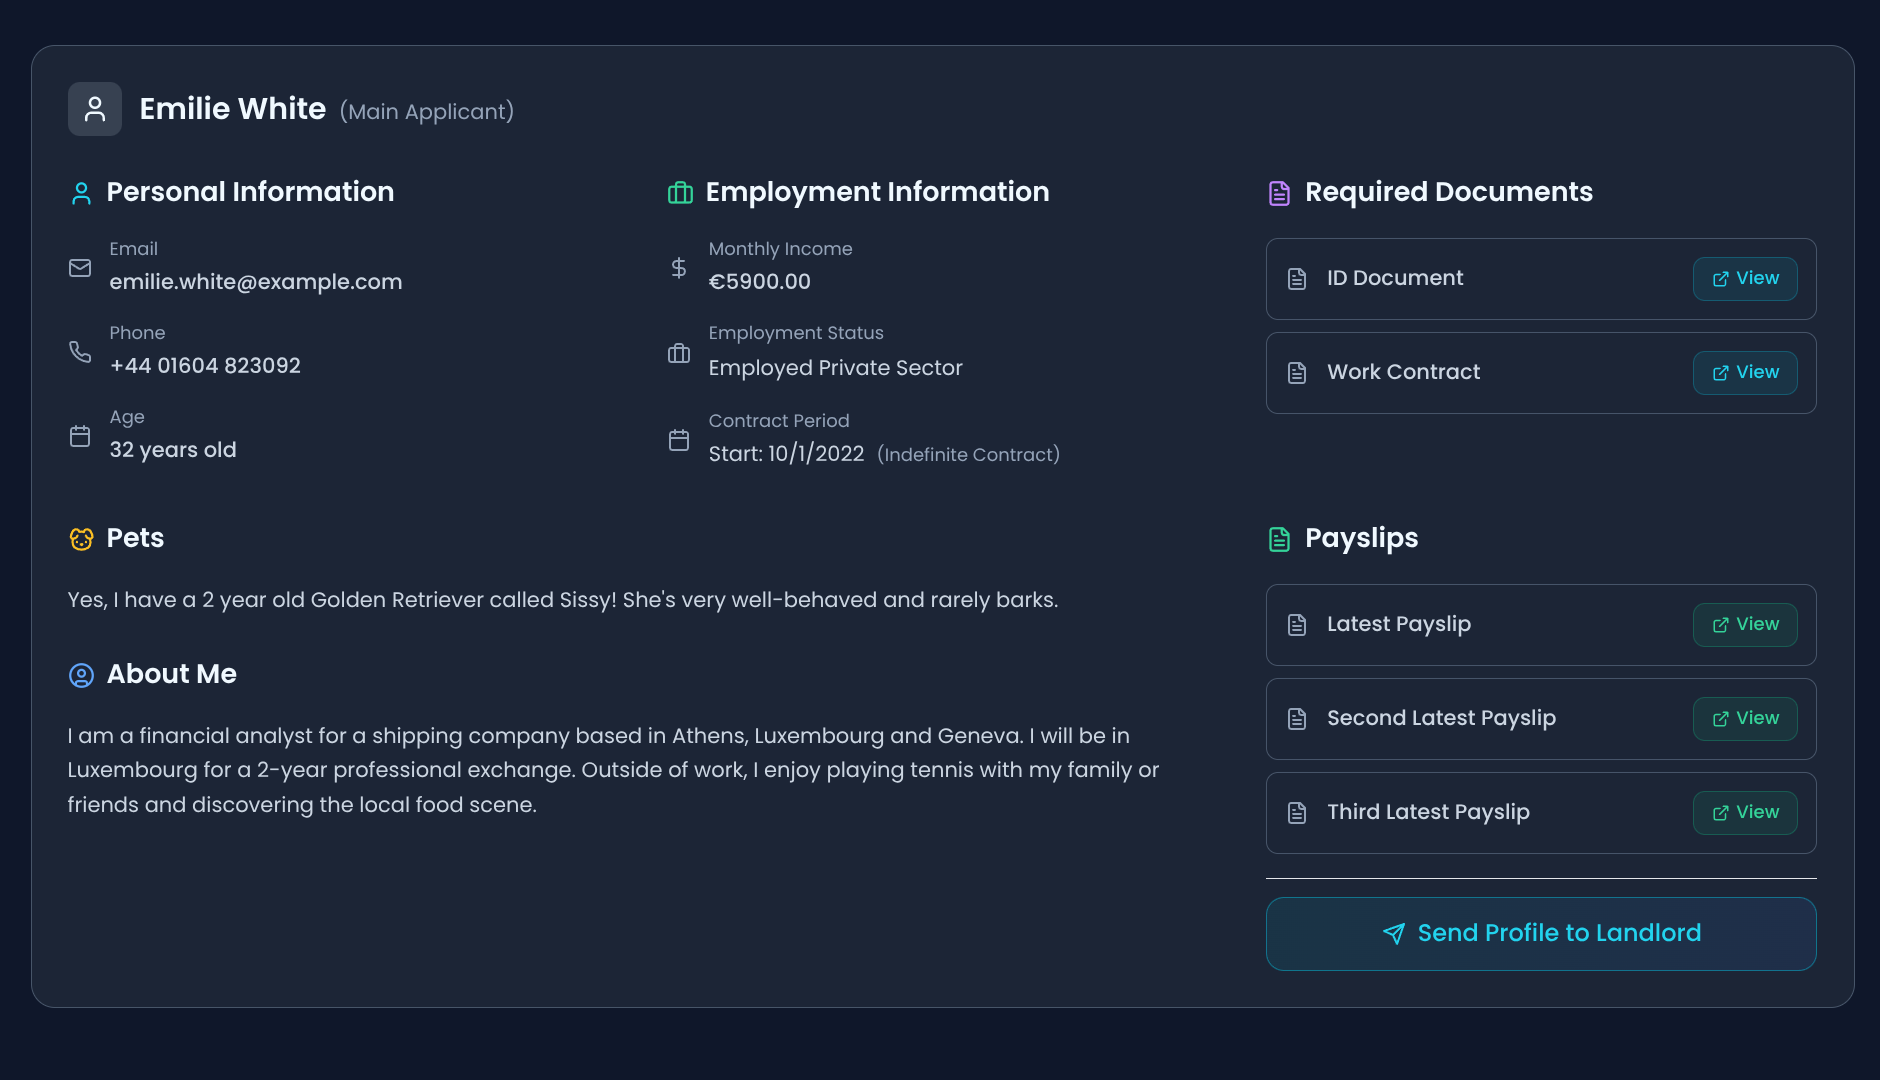 Emilie White (Main Applicant)
Personal Information
Email
emilie.white@example.com
Phone
+44 01604 823092
Age
32 years old
Employment Information
Monthly Income
€5900.00
Employment Status
Employed Private Sector
Contract Period
Start: 10/1/2022 (Indefinite Contract)
Required Documents
ID Document View
Work Contract View
Pets
Yes, I have a 2 year old Golden Retriever called Sissy! She's very well-behaved and rarely barks.
About Me
I am a financial analyst for a shipping company based in Athens, Luxembourg and Geneva. I will be in
Luxembourg for a 2-year professional exchange. Outside of work, I enjoy playing tennis with my family or
friends and discovering the local food scene.
Payslips
Latest Payslip View
Second Latest Payslip View
Third Latest Payslip View
Send Profile to Landlord